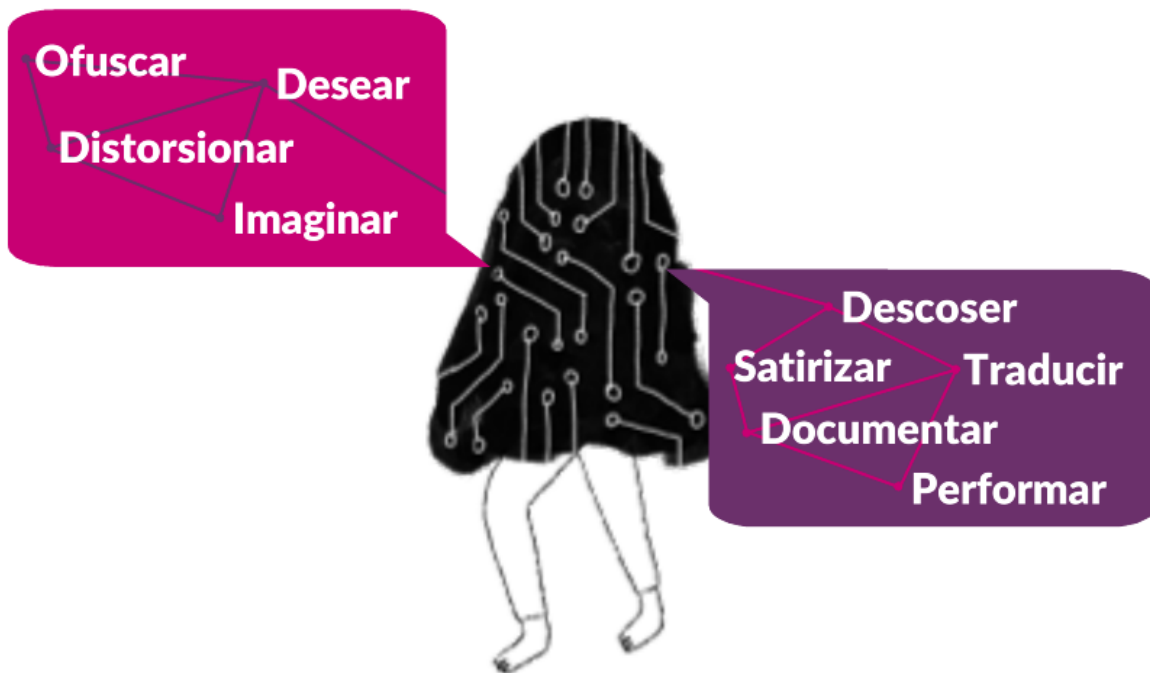 Ofuscar
Desear
Distorsionar
Imaginar
Descoser
Satirizar
Traducir
Documentar
Performar